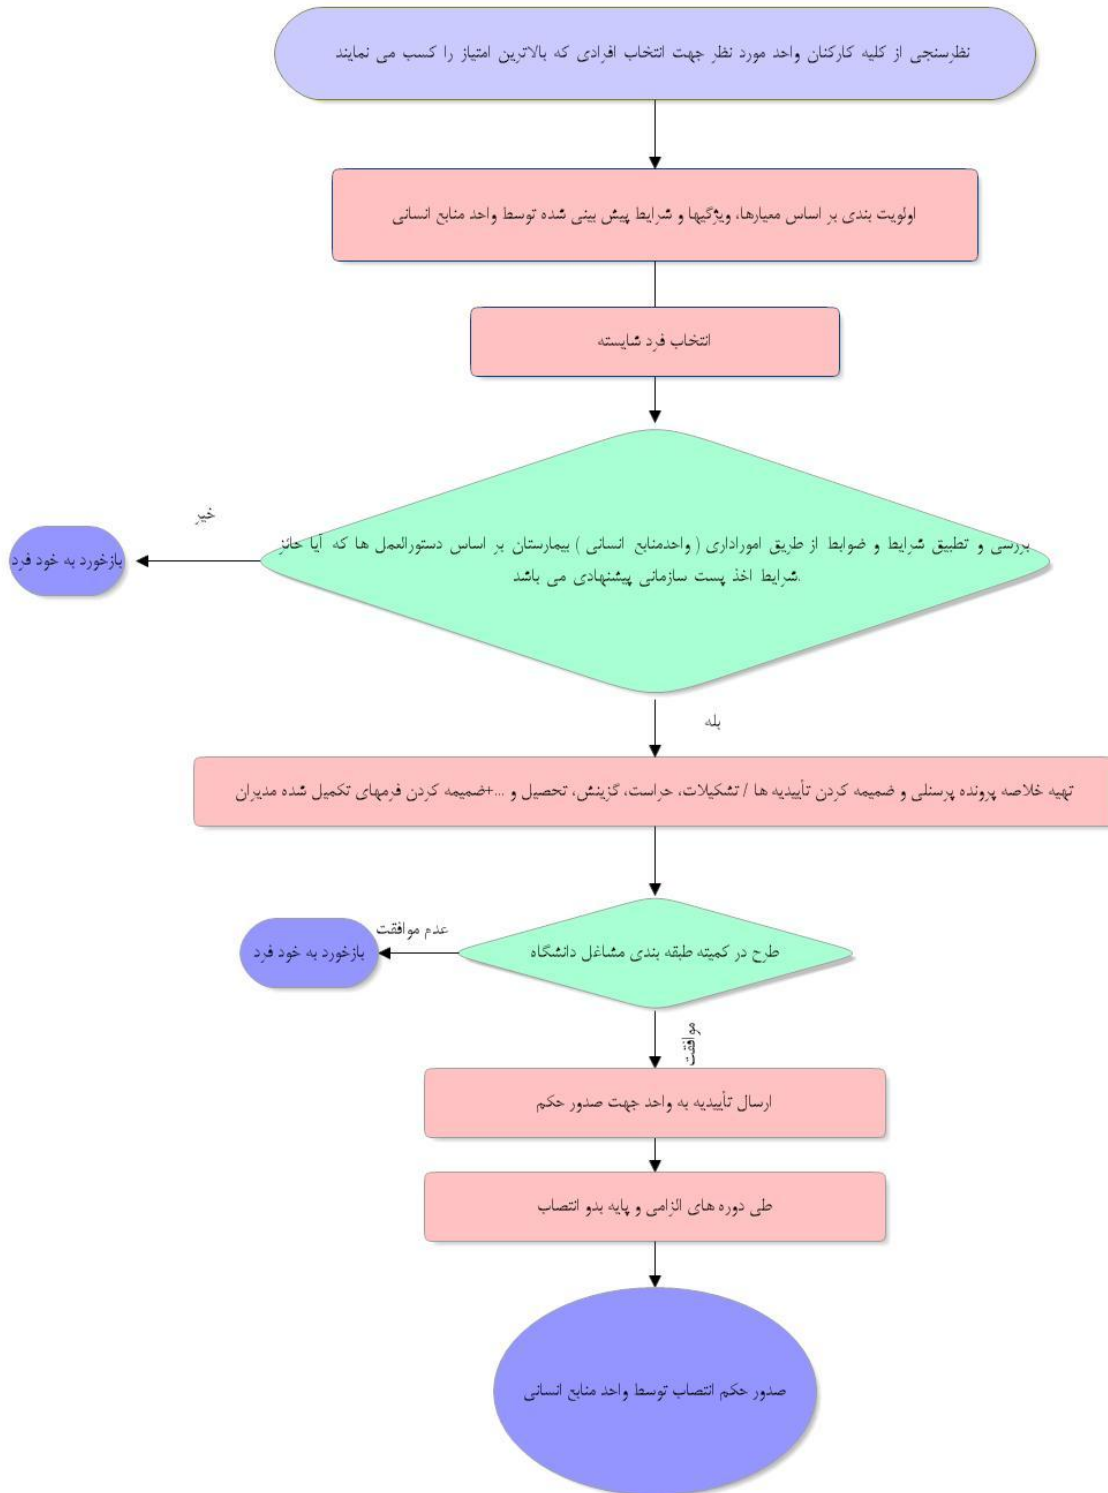 نظرسنجی از کلیه کارکنان واحد مورد نظر جهت انتخاب افرادی که بالاترین امتیاز را کسب می نمایند
اولویت بندی بر اساس معیارها، ویژگیها و شرایط پیش بینی شده توسط واحد منابع انسانی
انتخاب فرد شایسته
خیر
بازخورد به خود فرد
بررسی و تطبیق شرایط و ضوابط از طریق اموراداری ( واحدمنابع انسانی ) بیمارستان بر اساس دستورالعمل ها که آیا حائز
شرایط اخذ پست سازمانی پیشنهادی می باشد.
بله
تهیه خلاصه پرونده پرسنلی و ضمیمه کردن تأییدیه ها / تشکیلات، حراست، گزینش، تحصیل و ...+ضمیمه کردن فرمهای تکمیل شده مدیران
عدم موافقت
بازخورد به خود فرد
طرح در کمیته طبقه بندی مشاغل دانشگاه
موافقت
ارسال تأییدیه به واحد جهت صدور حکم
طی دوره های الزامی و پایه بدو انتصاب
صدور حکم انتصاب توسط واحد منابع انسانی